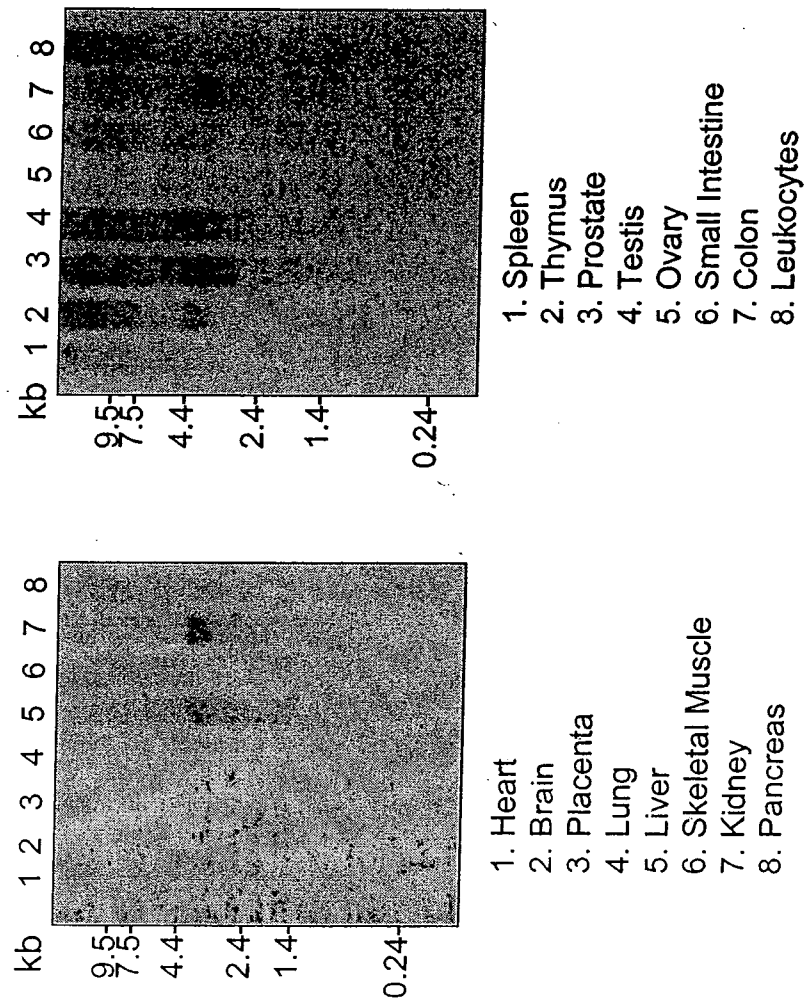 kb 1 2 3 4 5 6 7 8
9.5
7.5
4.4
2.4
1.4
0.24
1. Heart
2. Brain
3. Placenta
4. Lung
5. Liver
6. Skeletal Muscle
7. Kidney
8. Pancreas
kb 1 2 3 4 5 6 7 8
9.5
7.5
4.4
2.4
1.4
0.24
1. Spleen
2. Thymus
3. Prostate
4. Testis
5. Ovary
6. Small Intestine
7. Colon
8. Leukocytes